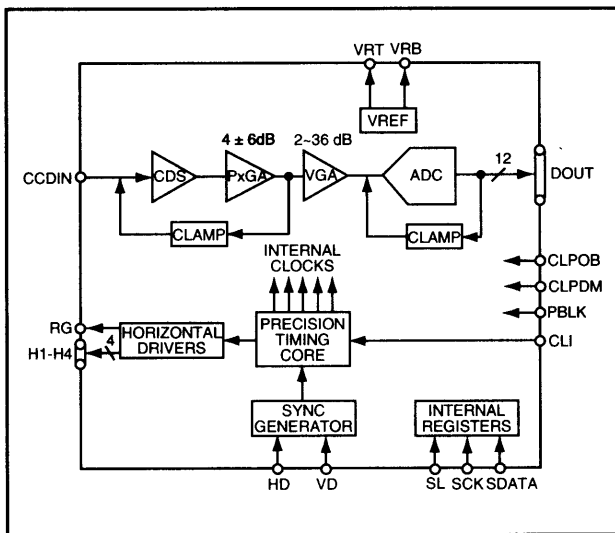 VRT VRB
VREF
4 ± 6dB 2~36 dB
12
CCDIN CDS PxGA VGA ADC DOUT
CLAMP CLAMP
INTERNAL
CLOCKS
CLPOB
CLPDM
PBLK
RG HORIZONTAL
DRIVERS
PRECISION
TIMING
CORE
CLI
H1-H4 4
SYNC
GENERATOR
INTERNAL
REGISTERS
HD VD SL SCK SDATA